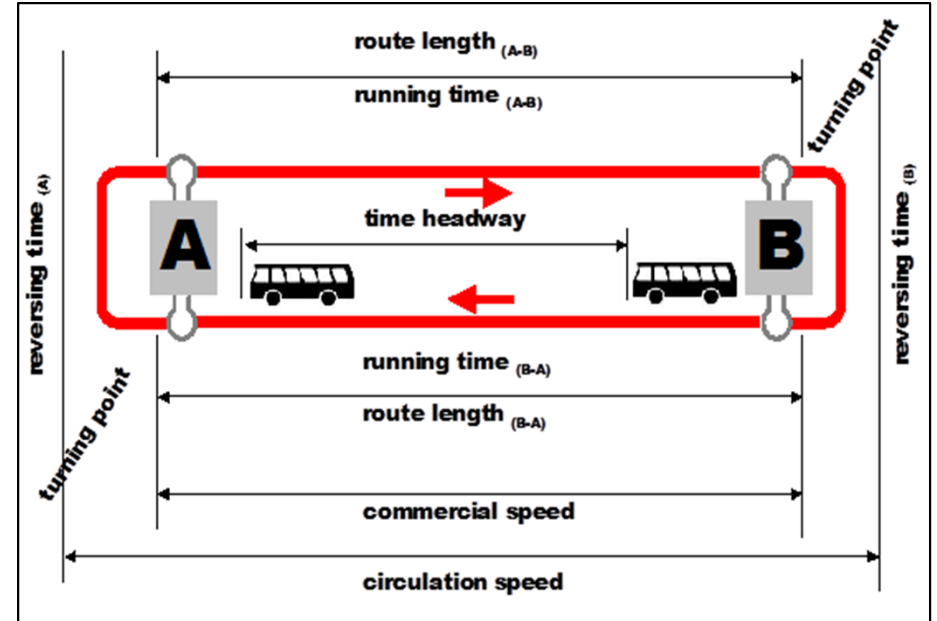 route length (A-B)
running time (A-B)
turning point
reversing time (A)
A
time headway
B
reversing time (B)
turning point
running time (B-A)
route length (B-A)
commercial speed
circulation speed